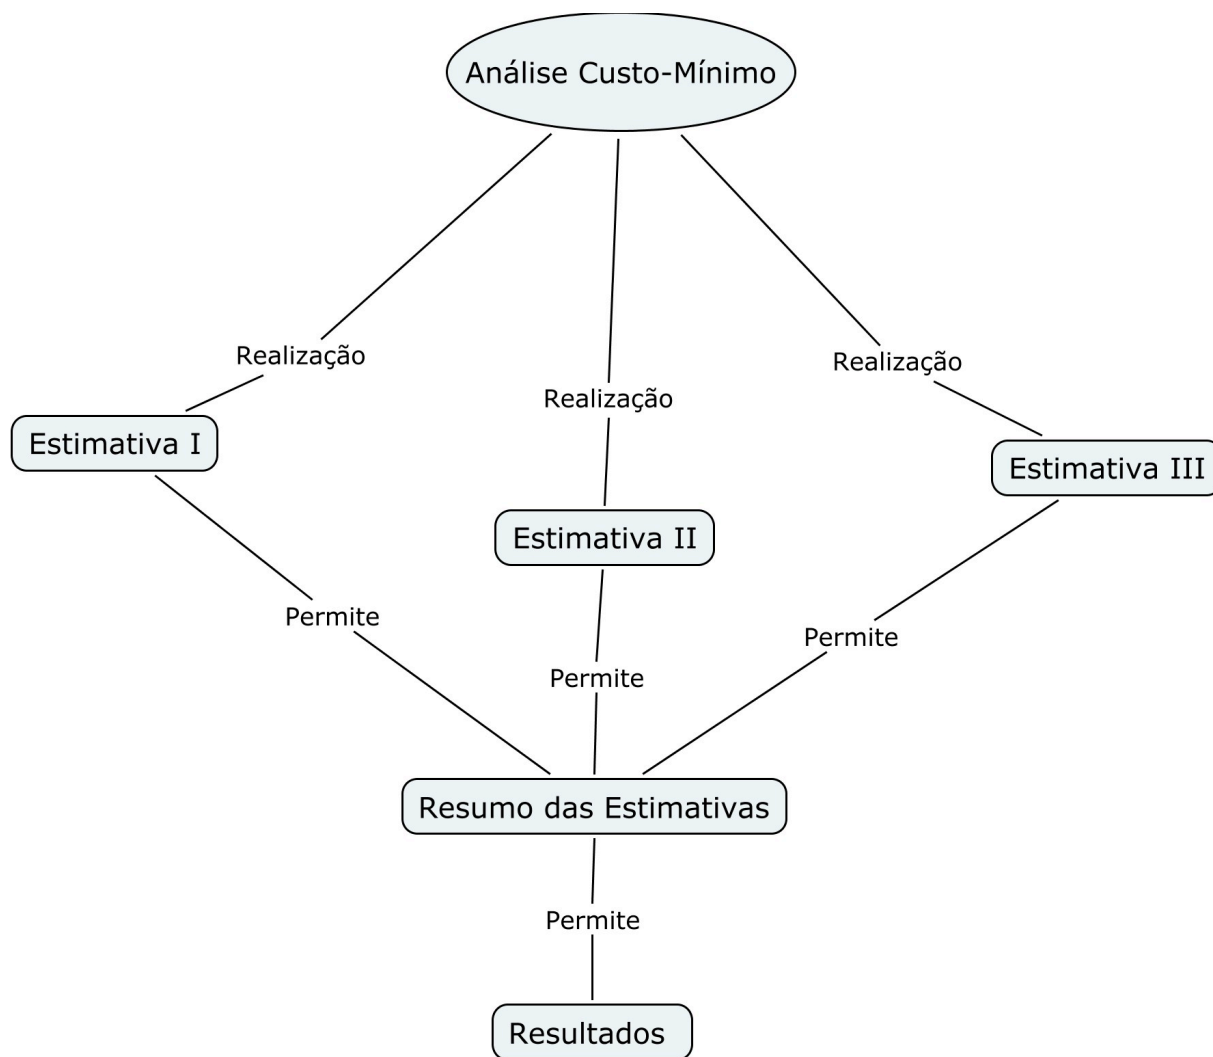 Análise Custo-Mínimo
Realização
Realização
Realização
Estimativa I
Estimativa III
Estimativa II
Permite
Permite
Permite
Resumo das Estimativas
Permite
Resultados